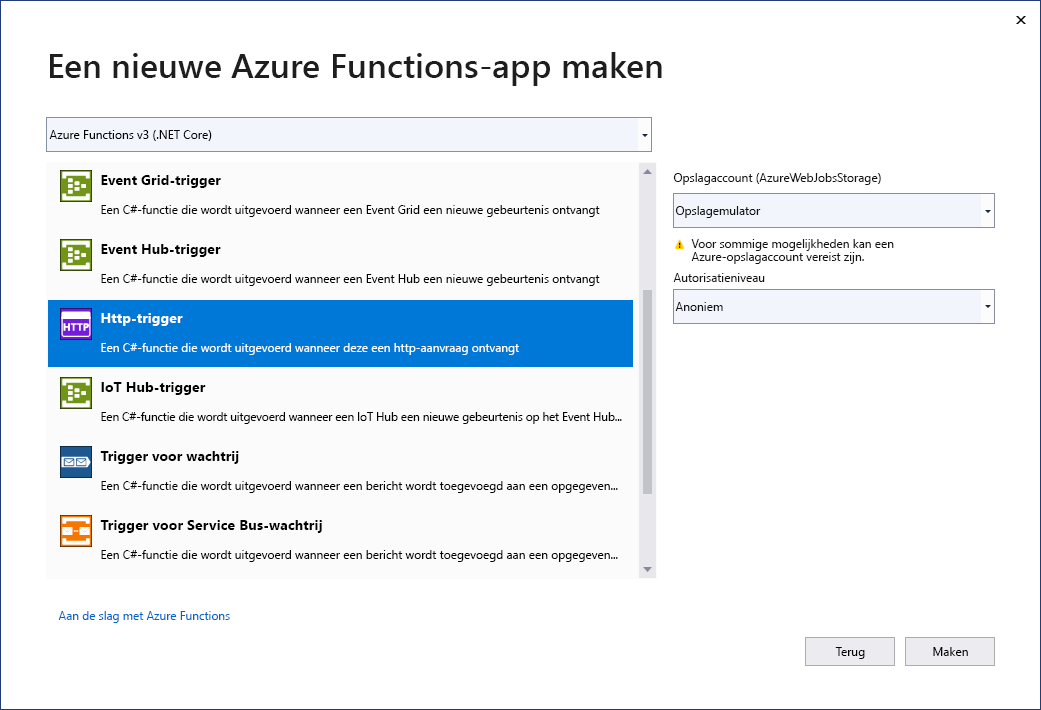 Een nieuwe Azure Functions-app maken
Azure Functions v3 (.NET Core)
Event Grid-trigger
Een C#-functie die wordt uitgevoerd wanneer een Event Grid een nieuwe gebeurtenis ontvangt
Event Hub-trigger
Een C#-functie die wordt uitgevoerd wanneer een Event Hub een nieuwe gebeurtenis ontvangt
HTTP
Http-trigger
Een C#-functie die wordt uitgevoerd wanneer deze een http-aanvraag ontvangt
IoT Hub-trigger
Een C#-functie die wordt uitgevoerd wanneer een IoT Hub een nieuwe gebeurtenis op het Event Hub...
Trigger voor wachtrij
Een C#-functie die wordt uitgevoerd wanneer een bericht wordt toegevoegd aan een opgegeven...
Trigger voor Service Bus-wachtrij
Een C#-functie die wordt uitgevoerd wanneer een bericht wordt toegevoegd aan een opgegeven...
Opslagaccount (AzureWebJobsStorage)
Opslagemulator
Voor sommige mogelijkheden kan een
Azure-opslagaccount vereist zijn.
Autorisatieniveau
Anoniem
Aan de slag met Azure Functions
Terug
Maken